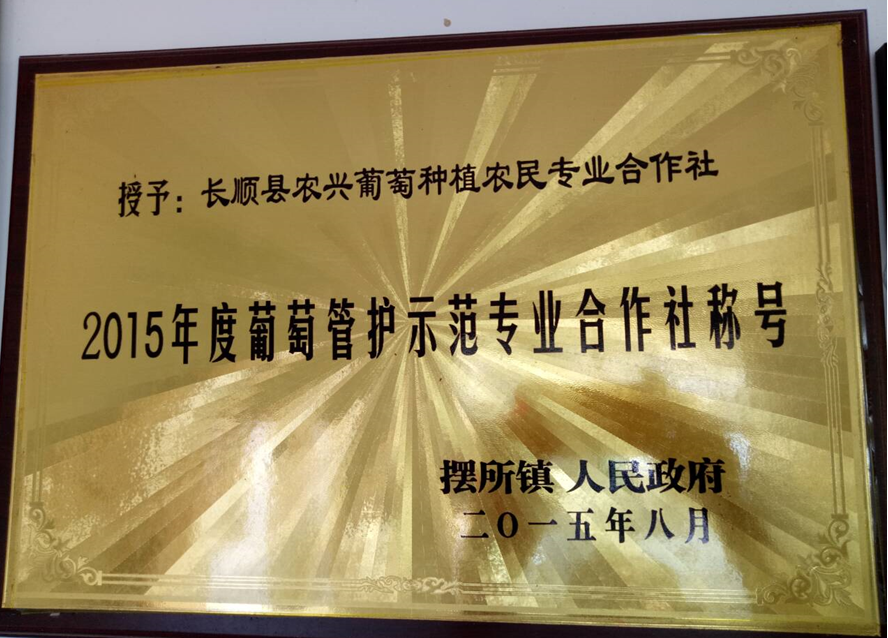 授予：长顺县农兴葡萄种植农民专业合作社
2015年度葡萄管护示范专业合作社称号
摆所镇 人民政府
二〇一五年八月